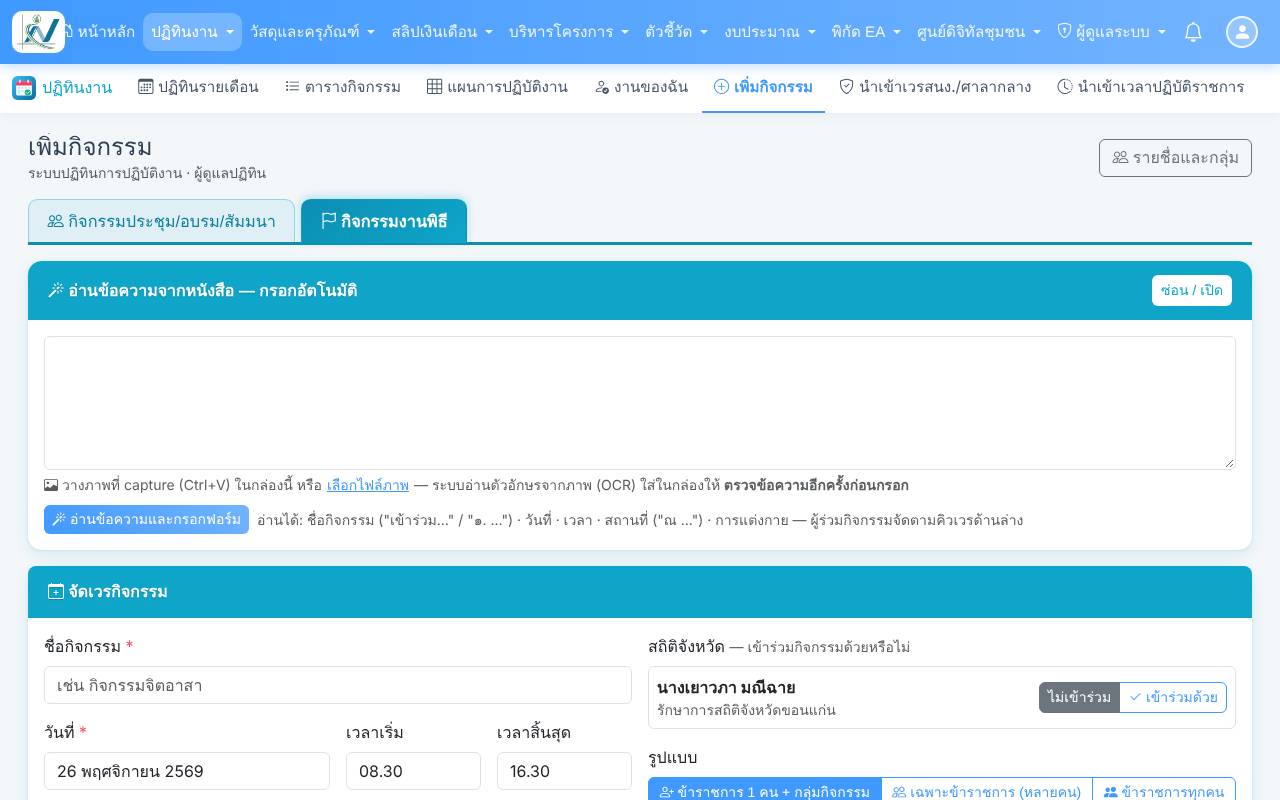 หน้าหลัก ปฏิทินงาน วัสดุและครุภัณฑ์ สลิปเงินเดือน บริหารโครงการ ตัวชี้วัด งบประมาณ พิกัด EA ศูนย์ดิจิทัลชุมชน ผู้ดูแลระบบ
ปฏิทินงาน ปฏิทินรายเดือน ตารางกิจกรรม แผนการปฏิบัติงาน งานของฉัน เพิ่มกิจกรรม นำเข้าเวรสนง./ศาลากลาง นำเข้าเวลาปฏิบัติราชการ
เพิ่มกิจกรรม
ระบบปฏิทินการปฏิบัติงาน · ผู้ดูแลปฏิทิน
รายชื่อและกลุ่ม
กิจกรรมประชุม/อบรม/สัมมนา กิจกรรมงานพิธี
อ่านข้อความจากหนังสือ — กรอกอัตโนมัติ ซ่อน / เปิด
วางภาพที่ capture (Ctrl+V) ในกล่องนี้ หรือ เลือกไฟล์ภาพ — ระบบอ่านตัวอักษรจากภาพ (OCR) ใส่ในกล่องให้ ตรวจข้อความอีกครั้งก่อนกรอก
อ่านข้อความและกรอกฟอร์ม อ่านได้: ชื่อกิจกรรม ("เข้าร่วม..." / "๑. ...") · วันที่ · เวลา · สถานที่ ("ณ ...") · การแต่งกาย — ผู้ร่วมกิจกรรมจัดตามคิวเวรด้านล่าง
จัดเวรกิจกรรม
ชื่อกิจกรรม *
เช่น กิจกรรมจิตอาสา
วันที่ * เวลาเริ่ม เวลาสิ้นสุด
26 พฤศจิกายน 2569 08.30 16.30
สถิติจังหวัด — เข้าร่วมกิจกรรมด้วยหรือไม่
นางเยาวภา มณีฉาย
รักษาการสถิติจังหวัดขอนแก่น
ไม่เข้าร่วม เข้าร่วมด้วย
รูปแบบ
ข้าราชการ 1 คน + กลุ่มกิจกรรม เฉพาะข้าราชการ (หลายคน) ข้าราชการทุกคน